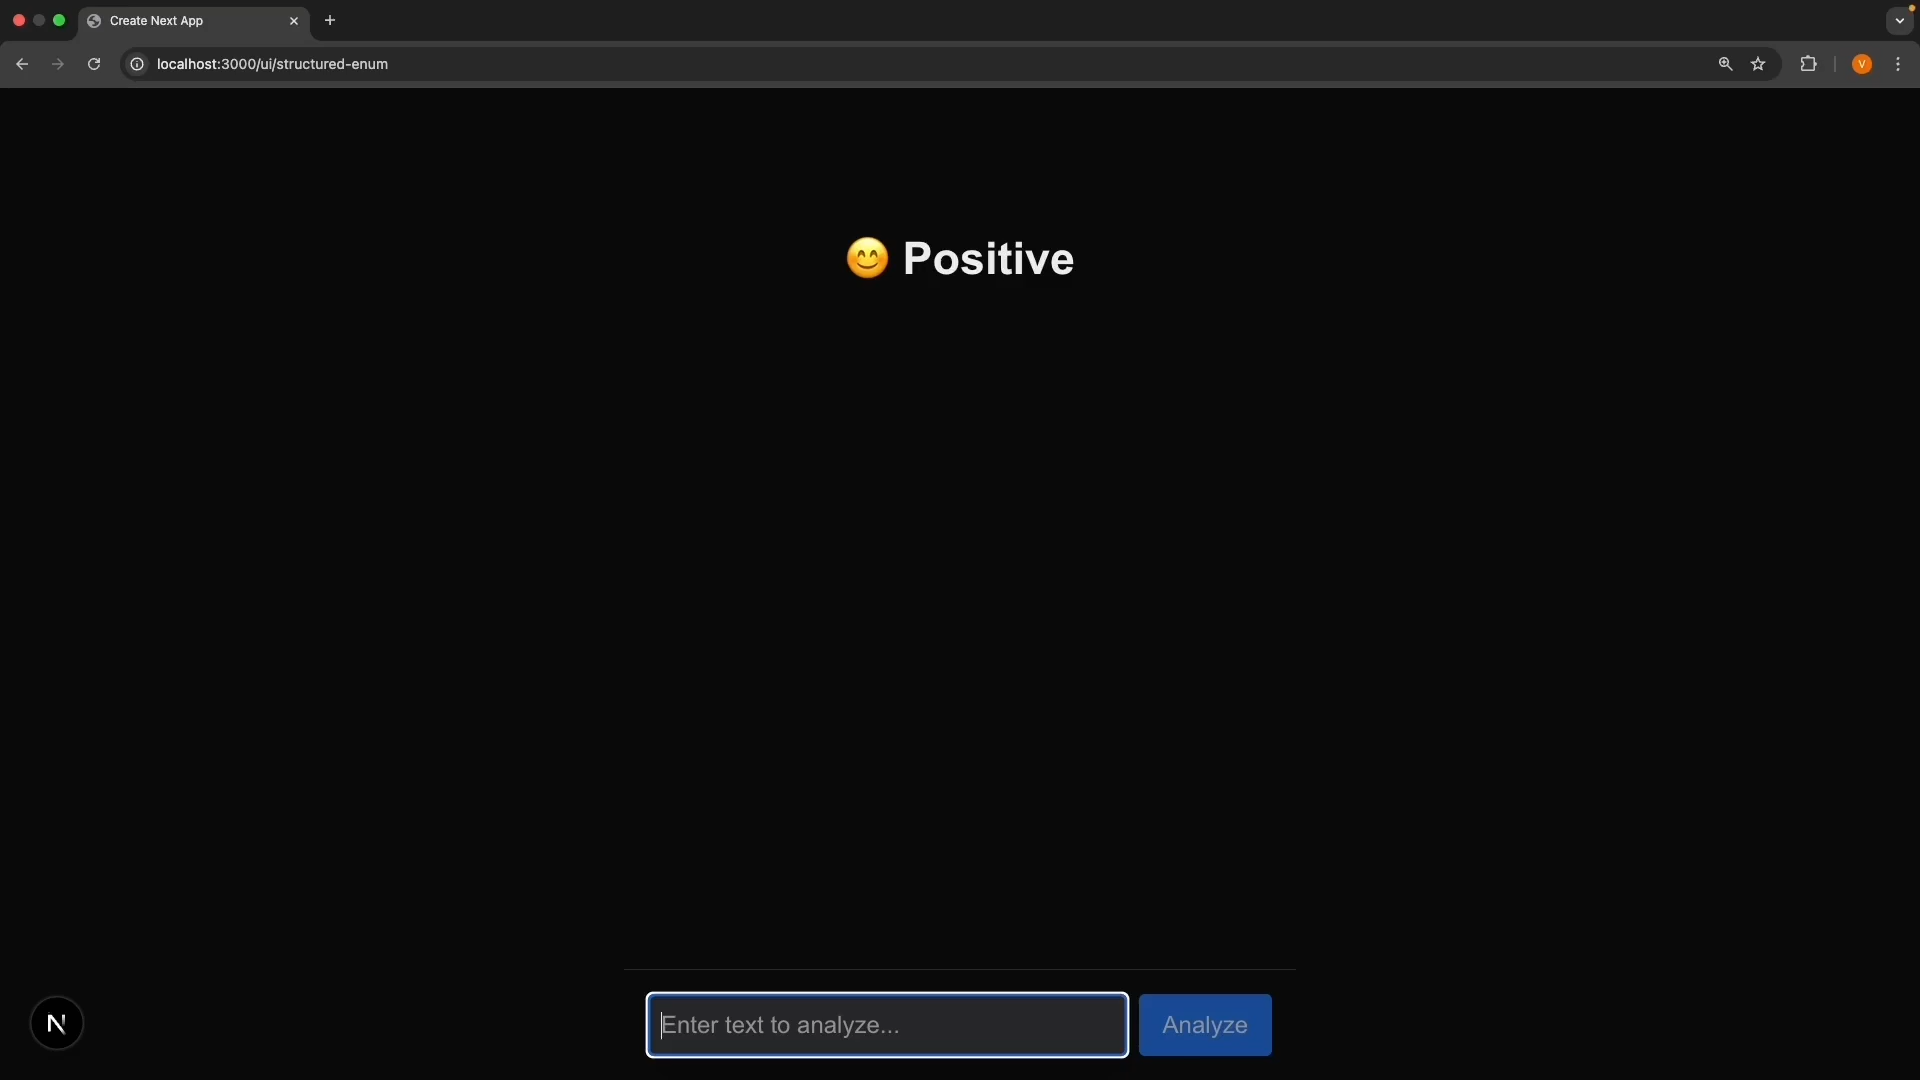 Create Next App
localhost:3000/ui/structured-enum
V
😊 Positive
Enter text to analyze...
Analyze
N